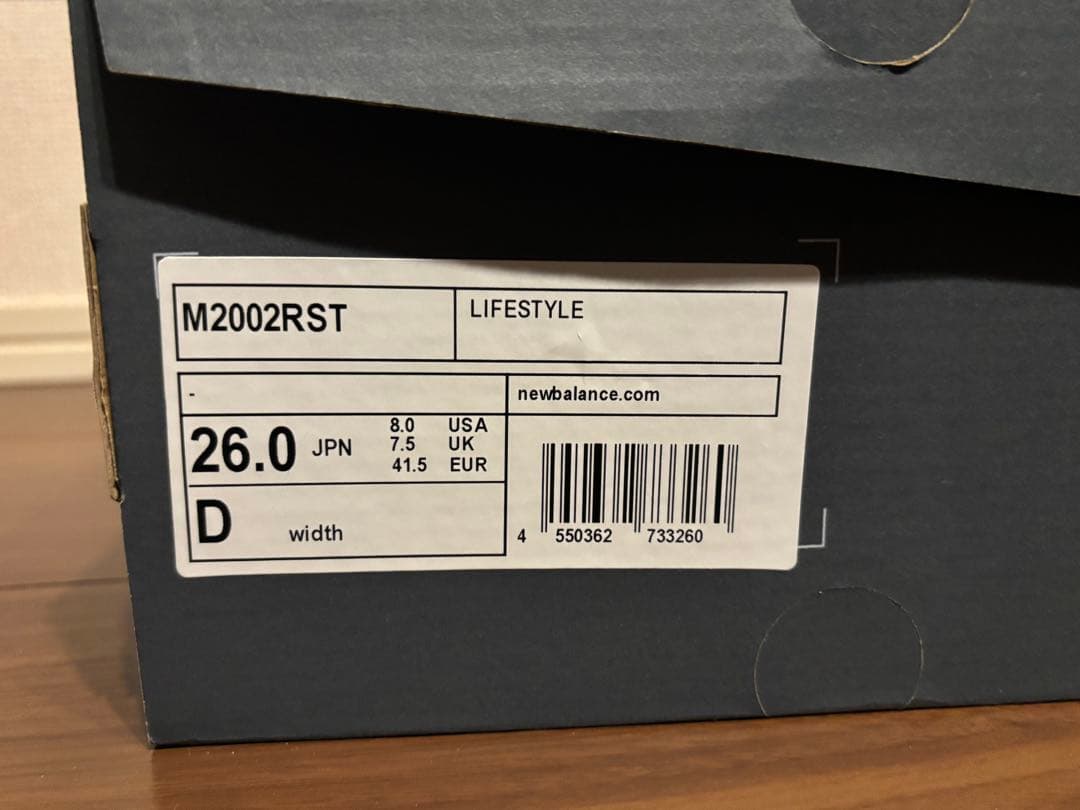 M2002RST
LIFESTYLE
-
newbalance.com
26.0 JPN
8.0 USA
7.5 UK
41.5 EUR
D width
4 550362 733260